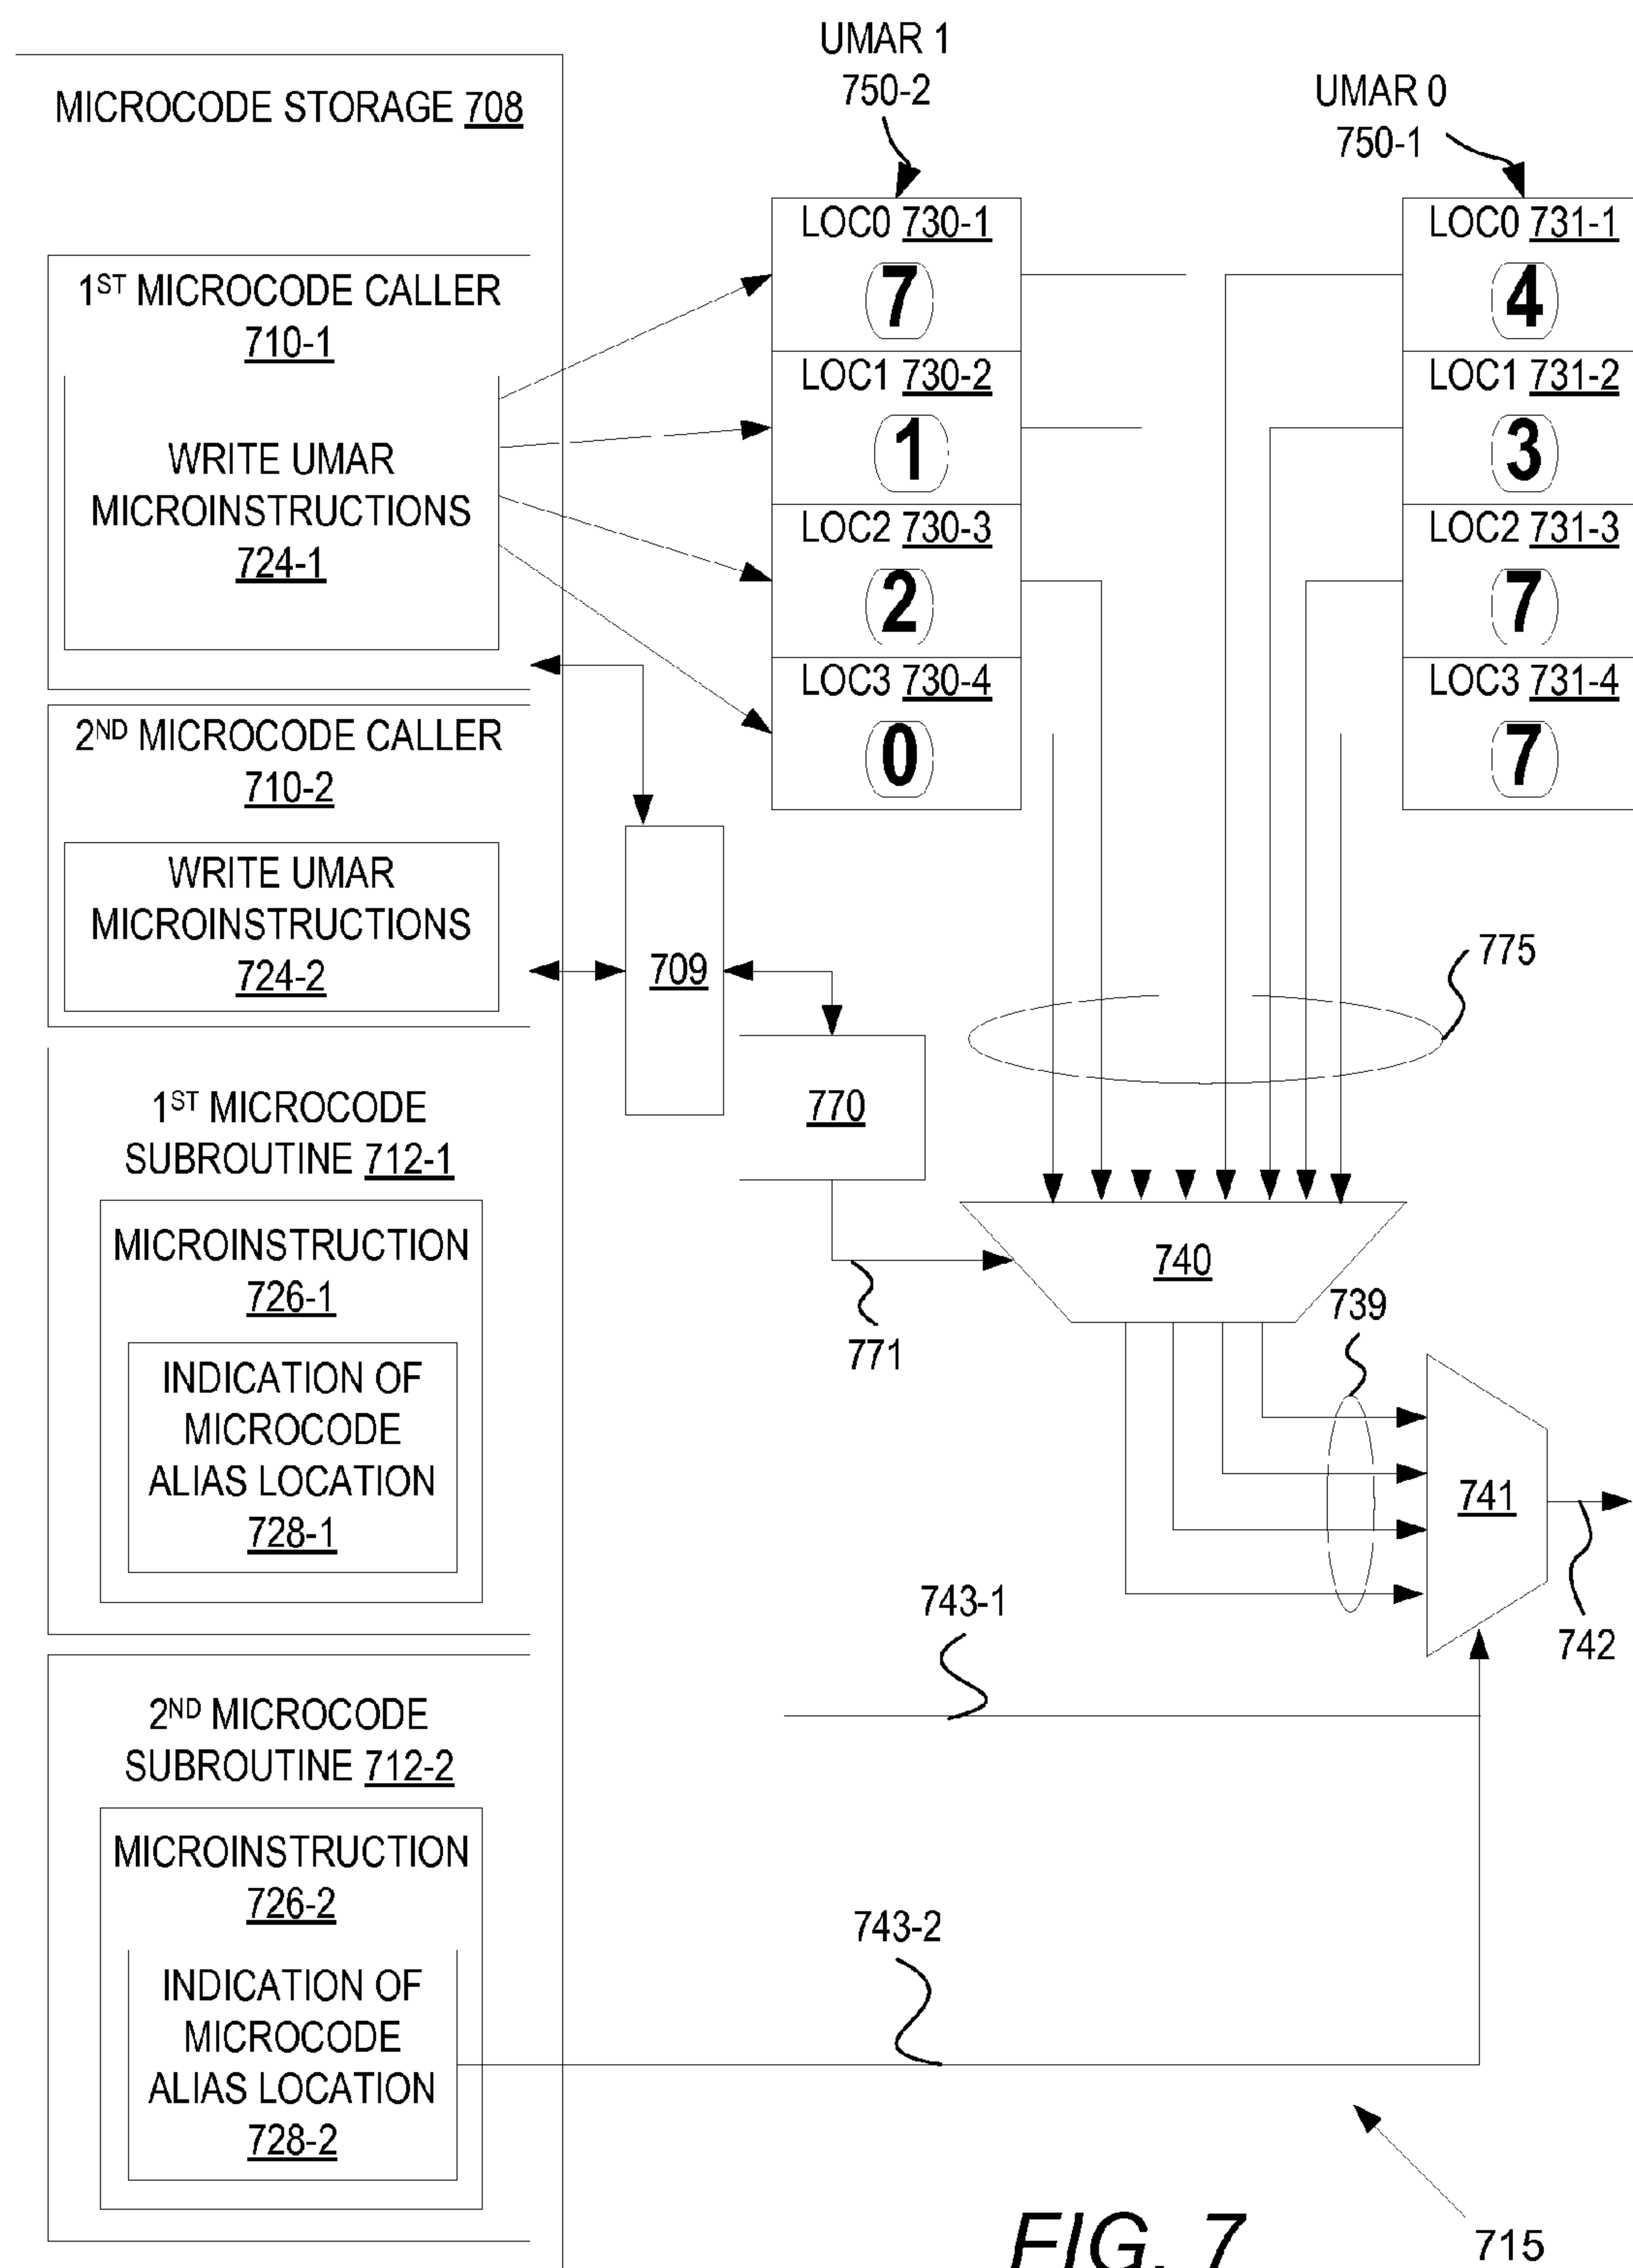 MICROCODE STORAGE 708
1ST MICROCODE CALLER
710-1
WRITE UMAR
MICROINSTRUCTIONS
724-1
2ND MICROCODE CALLER
710-2
WRITE UMAR
MICROINSTRUCTIONS
724-2
1ST MICROCODE
SUBROUTINE 712-1
MICROINSTRUCTION
726-1
INDICATION OF
MICROCODE
ALIAS LOCATION
728-1
2ND MICROCODE
SUBROUTINE 712-2
MICROINSTRUCTION
726-2
INDICATION OF
MICROCODE
ALIAS LOCATION
728-2
UMAR 1
750-2
LOC0 730-1
7
LOC1 730-2
1
LOC2 730-3
2
LOC3 730-4
0
UMAR 0
750-1
LOC0 731-1
4
LOC1 731-2
3
LOC2 731-3
7
LOC3 731-4
7
709
770
771
775
740
739
741
742
743-1
743-2
715
FIG. 7